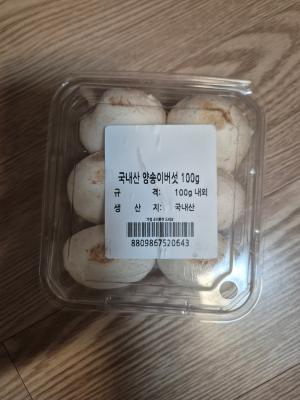 국내산 양송이버섯 100g
규 격: 100g 내외
생 산 지: 국내산
8809867520643